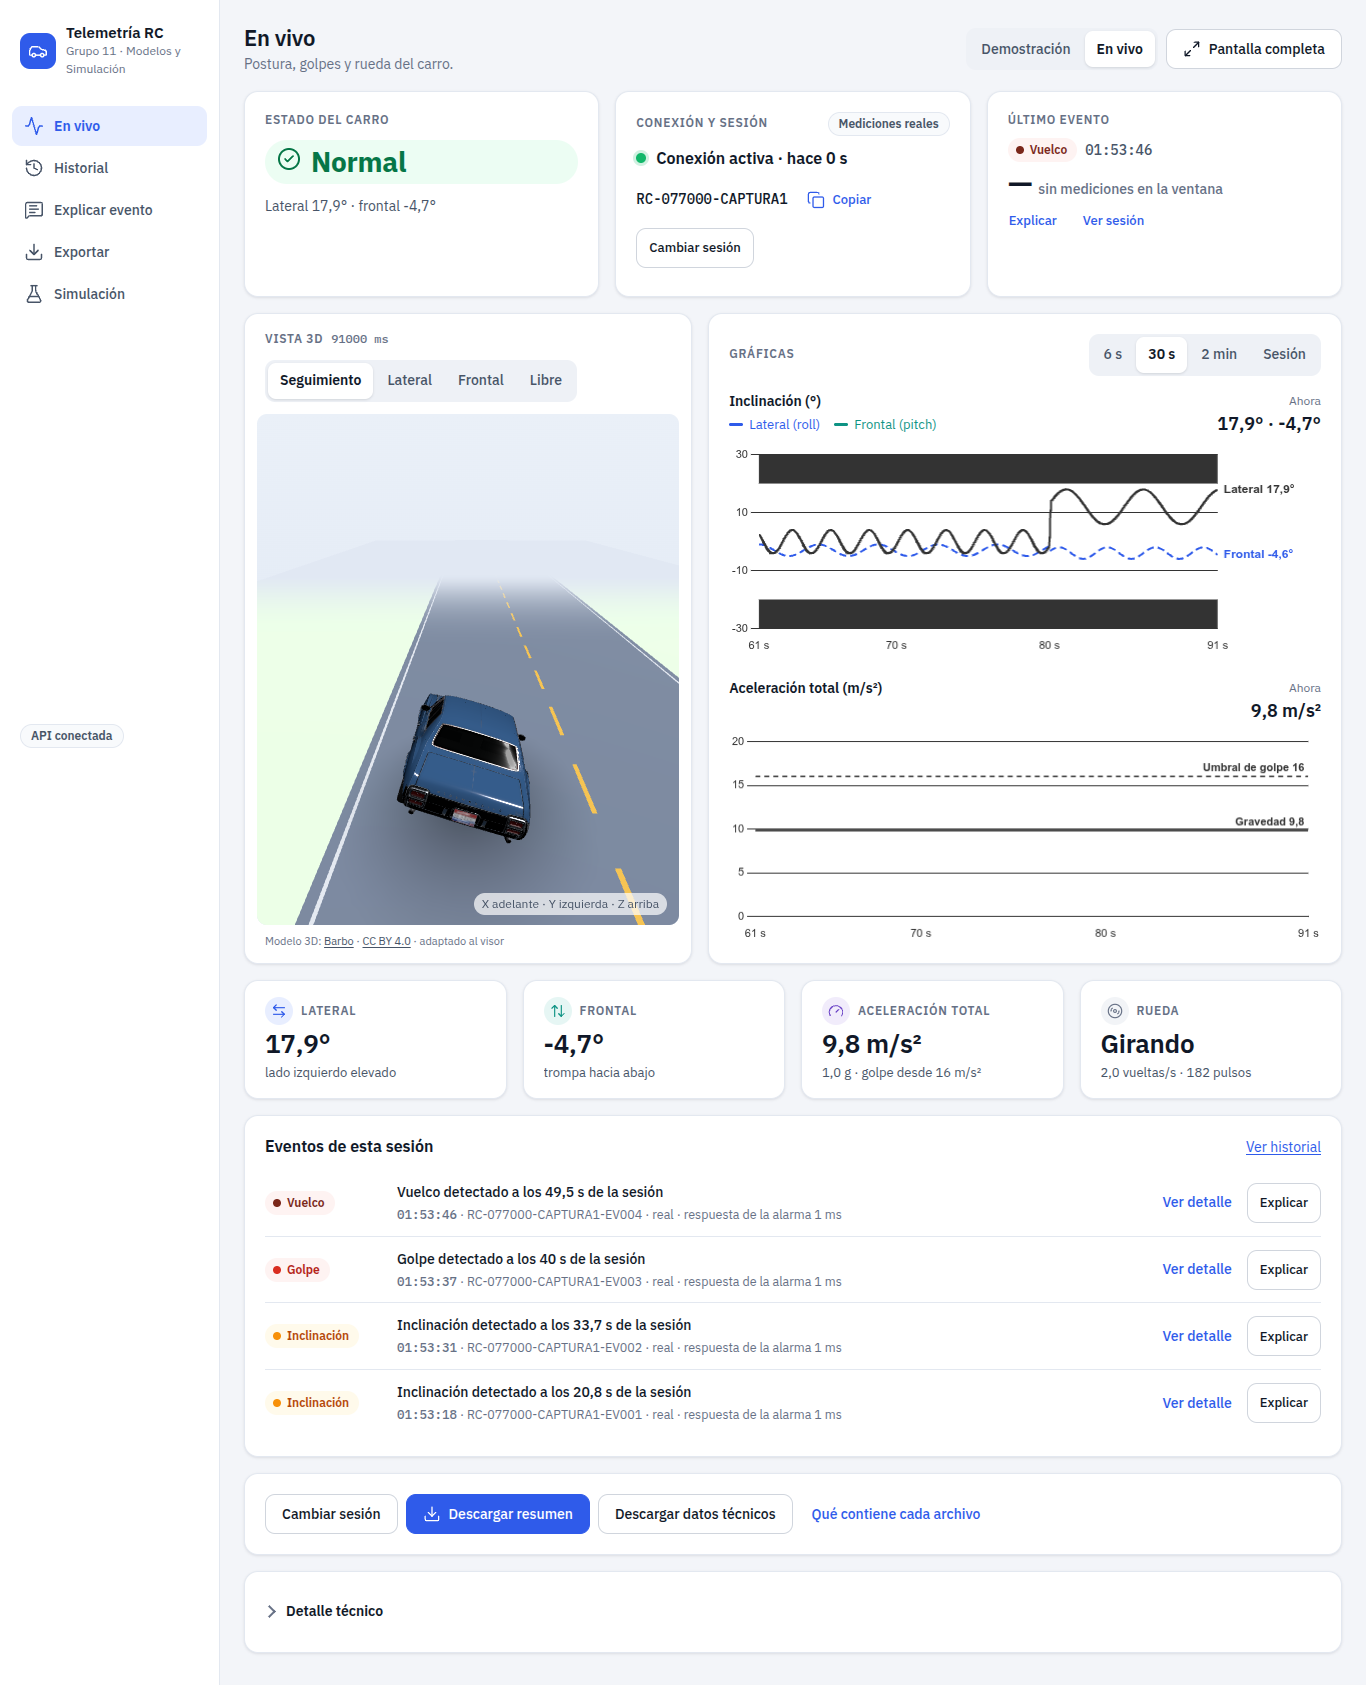 Telemetría RC
Grupo 11 · Modelos y
Simulación
En vivo
Historial
Explicar evento
Exportar
Simulación
API conectada
En vivo
Postura, golpes y rueda del carro.
Demostración
En vivo
Pantalla completa
ESTADO DEL CARRO
Normal
Lateral 17,9° · frontal -4,7°
CONEXIÓN Y SESIÓN
Mediciones reales
Conexión activa · hace 0 s
RC-077000-CAPTURA1
Copiar
Cambiar sesión
ÚLTIMO EVENTO
Vuelco 01:53:46
— sin mediciones en la ventana
Explicar Ver sesión
VISTA 3D 91000 ms
Seguimiento Lateral Frontal Libre
X adelante · Y izquierda · Z arriba
Modelo 3D: Barbo · CC BY 4.0 · adaptado al visor
GRÁFICAS
6 s 30 s 2 min Sesión
Inclinación (°)
Ahora
Lateral (roll) Frontal (pitch)
17,9° · -4,7°
30
10
-10
-30
Lateral 17,9°
Frontal -4,6°
61 s 70 s 80 s 91 s
Aceleración total (m/s²)
Ahora
9,8 m/s²
20
Umbral de golpe 16
15
Gravedad 9,8
10
5
0
61 s 70 s 80 s 91 s
LATERAL
17,9°
lado izquierdo elevado
FRONTAL
-4,7°
trompa hacia abajo
ACELERACIÓN TOTAL
9,8 m/s²
1,0 g · golpe desde 16 m/s²
RUEDA
Girando
2,0 vueltas/s · 182 pulsos
Eventos de esta sesión
Ver historial
Vuelco
Vuelco detectado a los 49,5 s de la sesión
01:53:46 · RC-077000-CAPTURA1-EV004 · real · respuesta de la alarma 1 ms
Ver detalle Explicar
Golpe
Golpe detectado a los 40 s de la sesión
01:53:37 · RC-077000-CAPTURA1-EV003 · real · respuesta de la alarma 1 ms
Ver detalle Explicar
Inclinación
Inclinación detectado a los 33,7 s de la sesión
01:53:31 · RC-077000-CAPTURA1-EV002 · real · respuesta de la alarma 1 ms
Ver detalle Explicar
Inclinación
Inclinación detectado a los 20,8 s de la sesión
01:53:18 · RC-077000-CAPTURA1-EV001 · real · respuesta de la alarma 1 ms
Ver detalle Explicar
Cambiar sesión Descargar resumen Descargar datos técnicos Qué contiene cada archivo
Detalle técnico